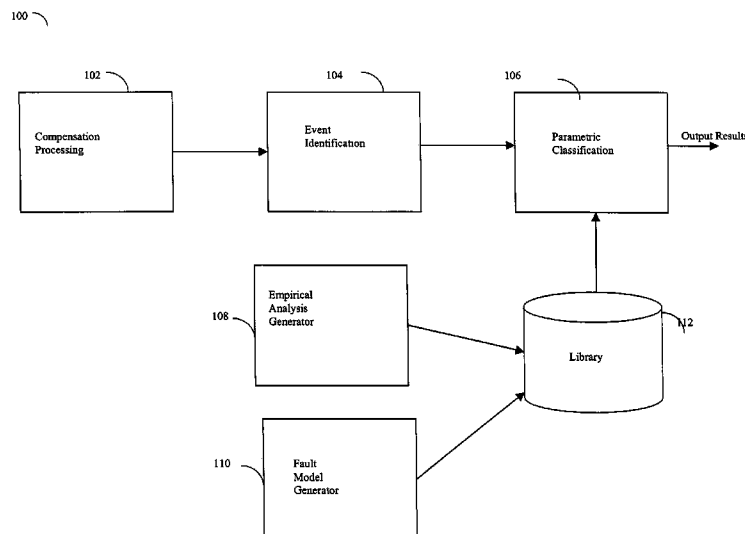 100
102
104
106
Compensation
Processing
Event
Identification
Parametric
Classification
Output Results
Empirical
Analysis
Generator
108
112
Library
110
Fault
Model
Generator